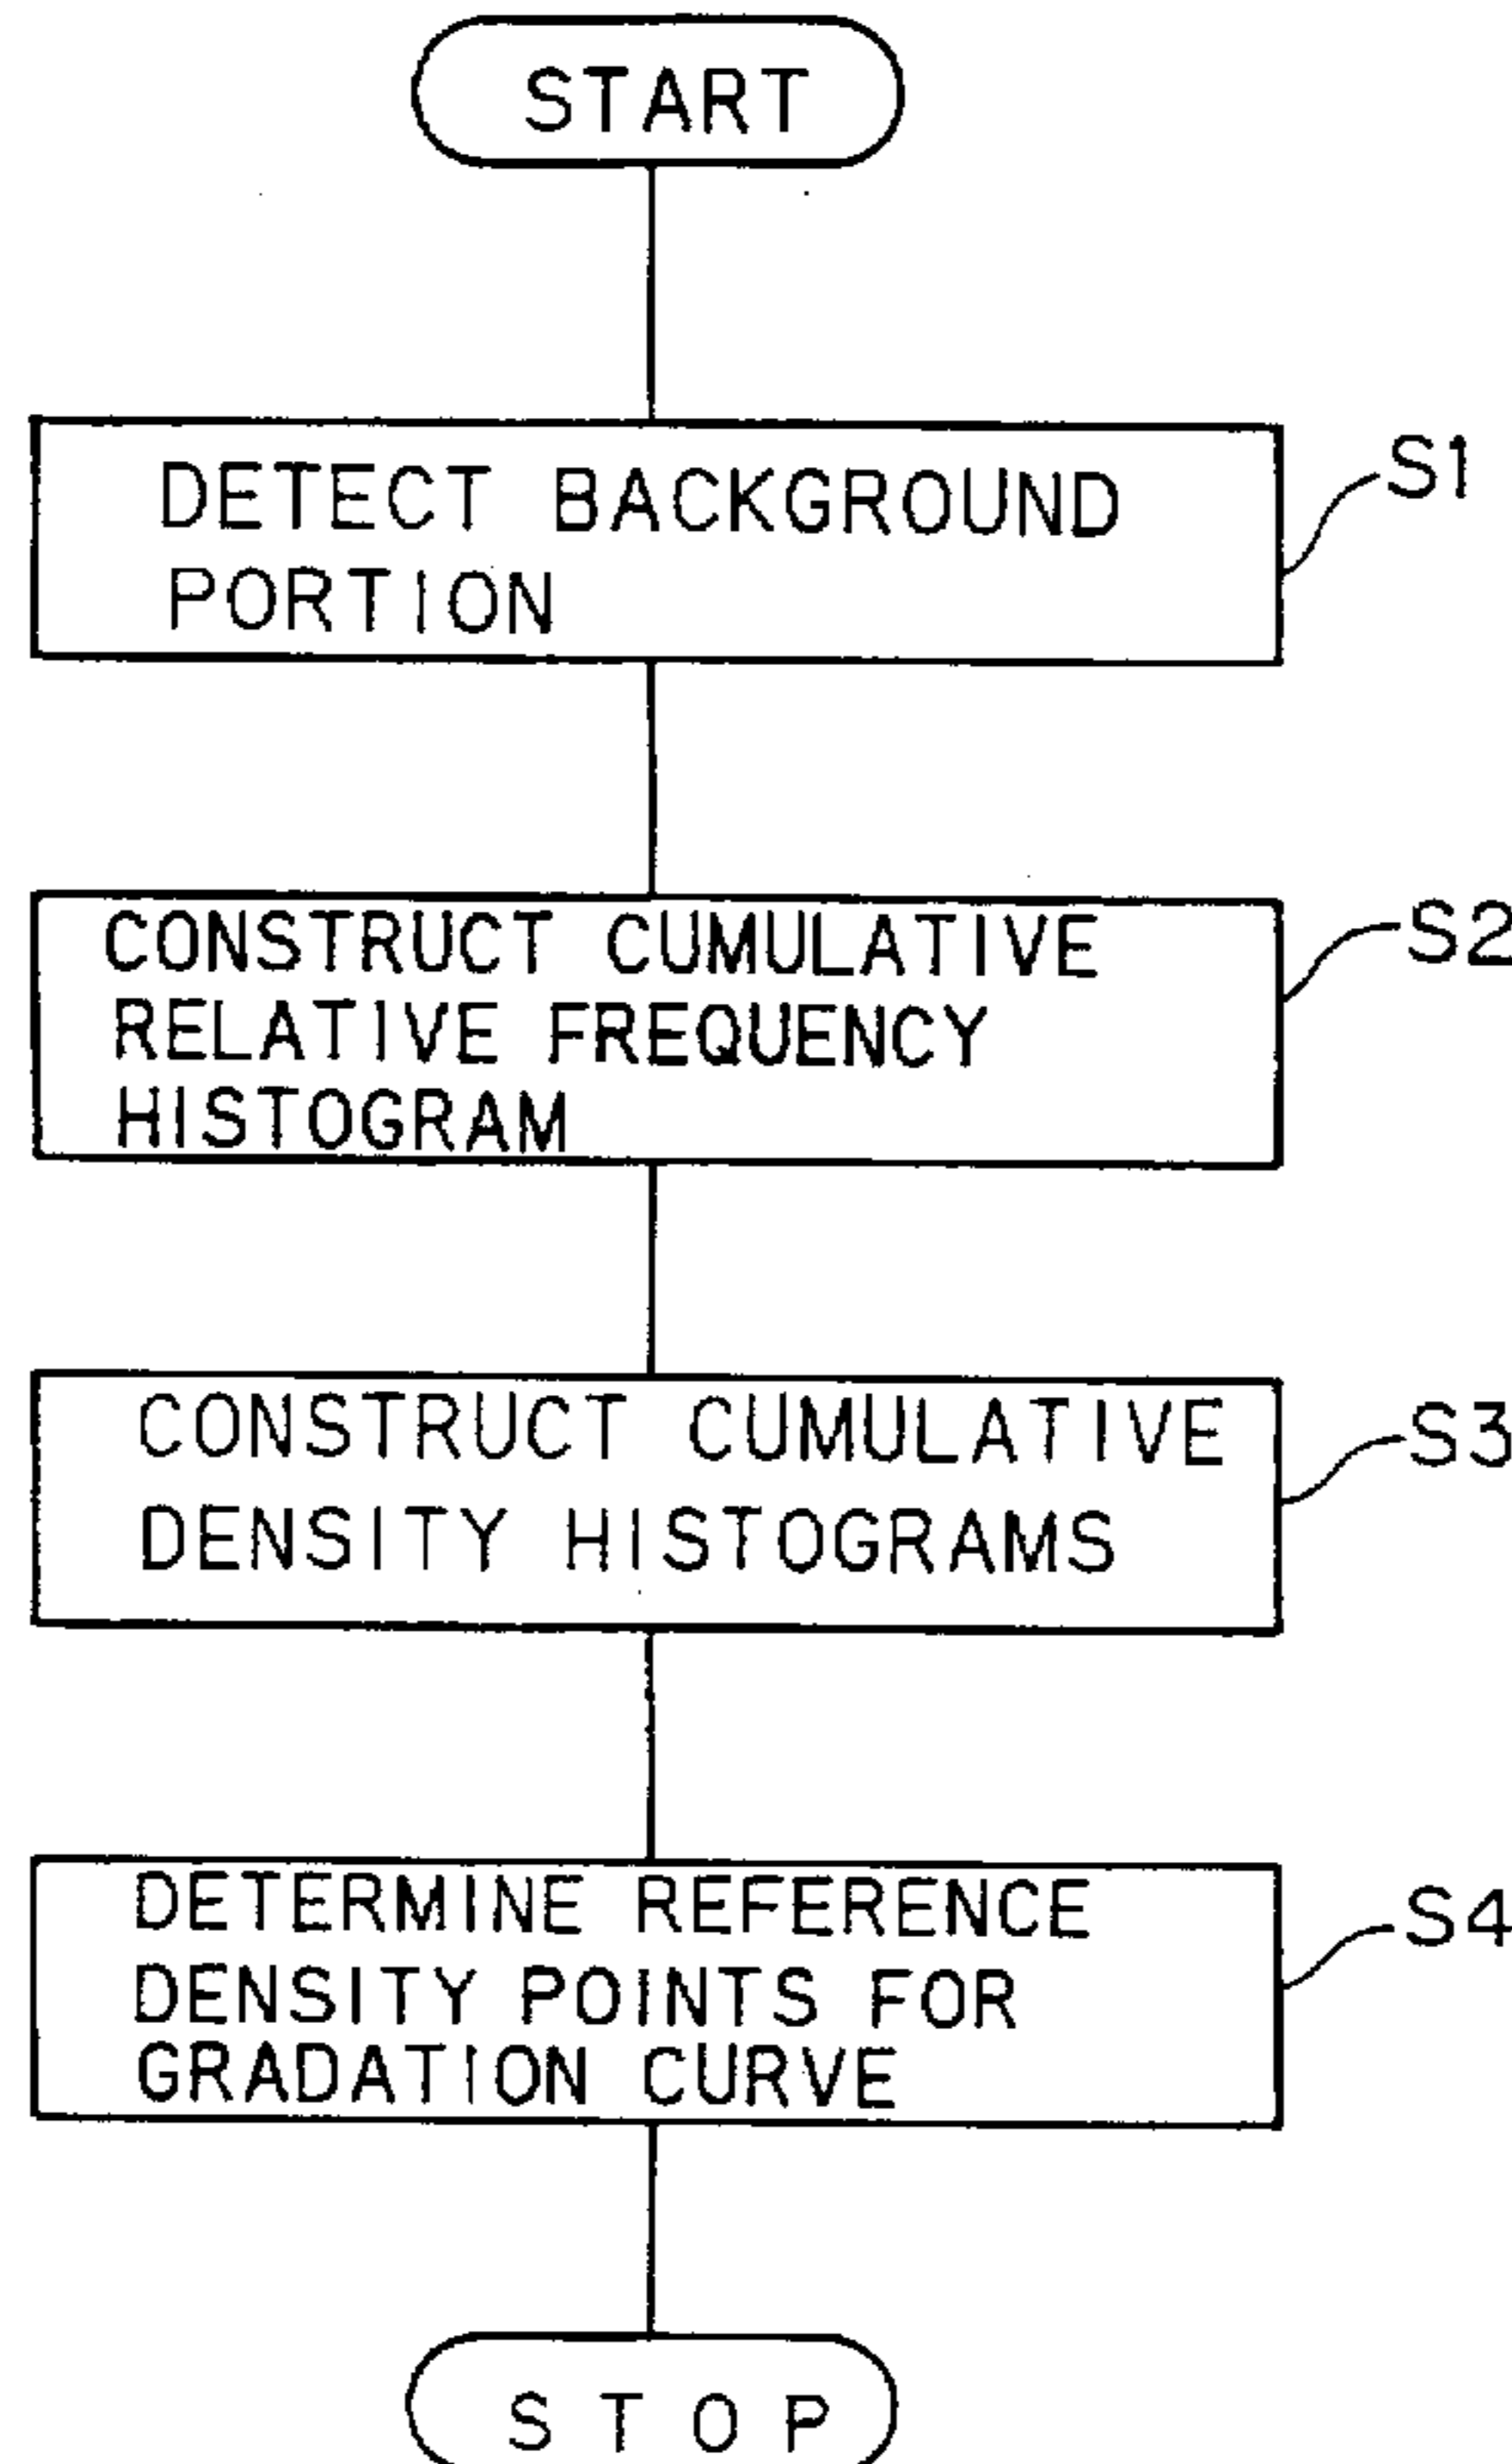 START
DETECT BACKGROUND
PORTION
S1
CONSTRUCT CUMULATIVE
RELATIVE FREQUENCY
HISTOGRAM
S2
CONSTRUCT CUMULATIVE
DENSITY HISTOGRAMS
S3
DETERMINE REFERENCE
DENSITY POINTS FOR
GRADATION CURVE
S4
STOP